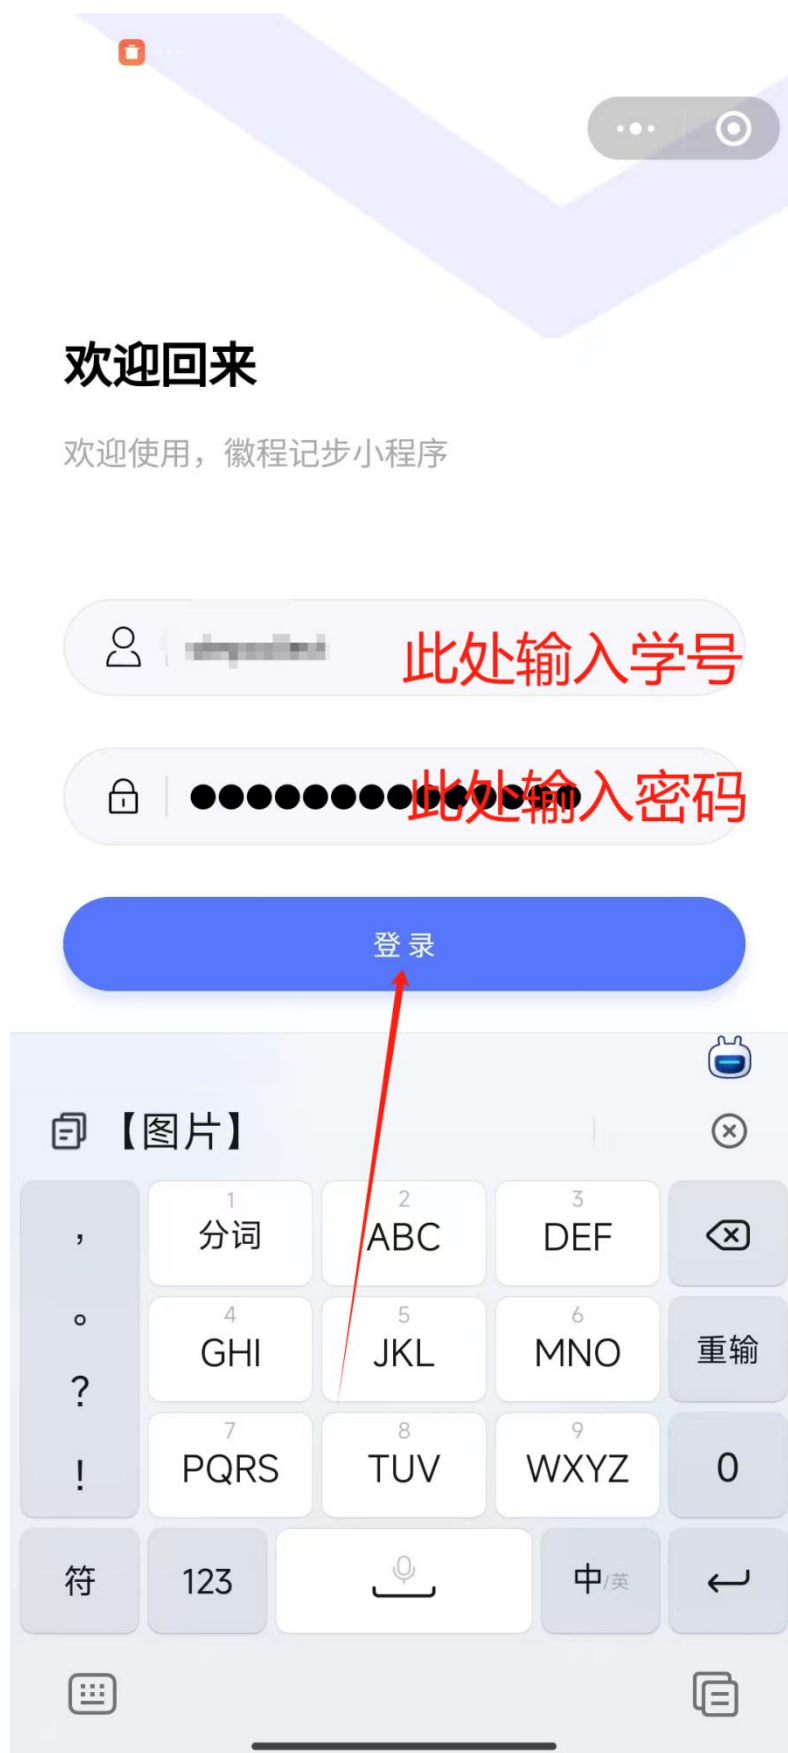 欢迎回来
欢迎使用，徽程记步小程序
此处输入学号
此处输入密码
登录
【图片】
，
1
分词
2
ABC
3
DEF
。
4
GHI
5
JKL
6
MNO
重输
？
7
PQRS
8
TUV
9
WXYZ
0
！
符
123
中/英